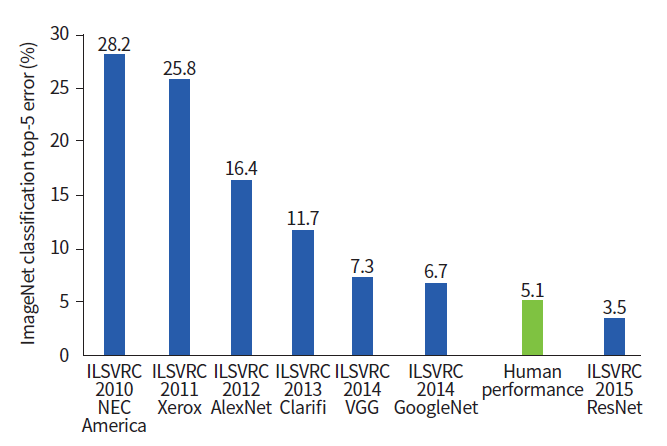 ImageNet classification top-5 error (%)
30
25
20
15
10
5
0
28.2
25.8
16.4
11.7
7.3
6.7
5.1
3.5
ILSVRC
2010
NEC
America
ILSVRC
2011
Xerox
ILSVRC
2012
AlexNet
ILSVRC
2013
Clarifi
ILSVRC
2014
VGG
ILSVRC
2014
GoogleNet
Human
performance
ILSVRC
2015
ResNet